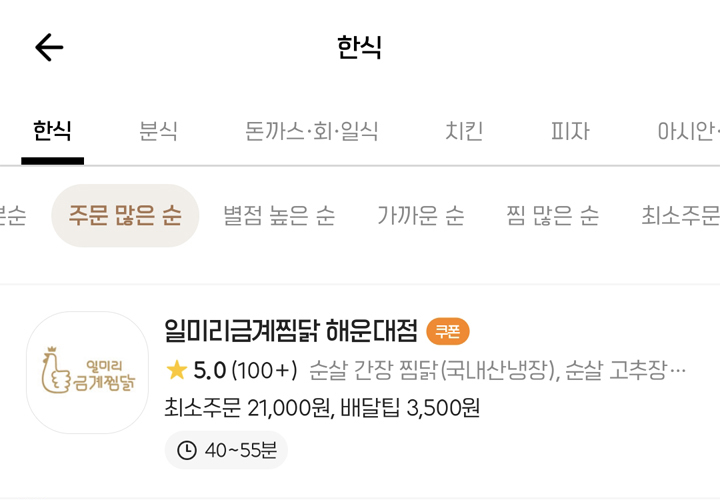 한식
한식 분식 돈까스·회·일식 치킨 피자 아시안·
본순 주문 많은 순 별점 높은 순 가까운 순 찜 많은 순 최소주문
일미리
금계찜닭
일미리금계찜닭 해운대점 쿠폰
5.0 (100+) 순살 간장 찜닭(국내산냉장), 순살 고추장…
최소주문 21,000원, 배달팁 3,500원
40~55분